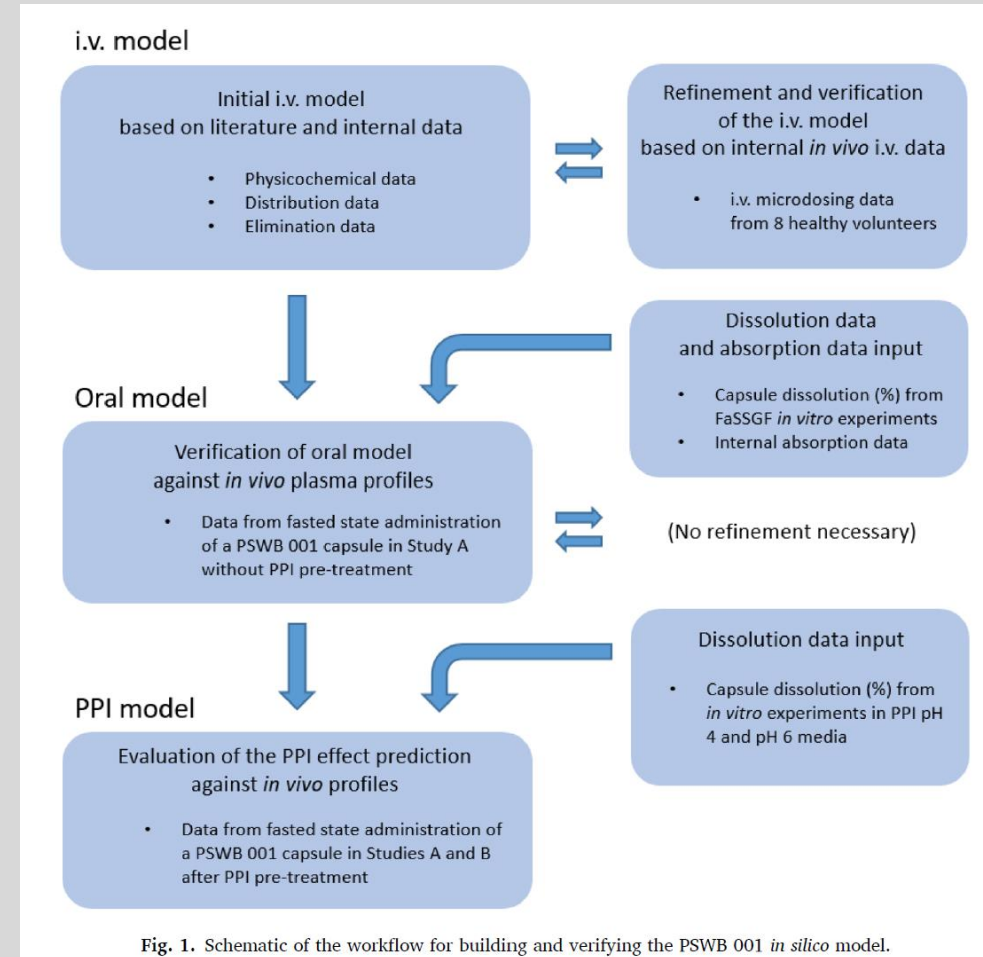 i.v. model
Initial i.v. model
based on literature and internal data
• Physicochemical data
• Distribution data
• Elimination data
Refinement and verification
of the i.v. model
based on internal in vivo i.v. data
• i.v. microdosing data
from 8 healthy volunteers
Dissolution data
and absorption data input
• Capsule dissolution (%) from
FaSSGF in vitro experiments
• Internal absorption data
Oral model
Verification of oral model
against in vivo plasma profiles
• Data from fasted state administration
of a PSWB 001 capsule in Study A
without PPI pre-treatment
(No refinement necessary)
Dissolution data input
• Capsule dissolution (%) from
in vitro experiments in PPI pH
4 and pH 6 media
PPI model
Evaluation of the PPI effect prediction
against in vivo profiles
• Data from fasted state administration of
a PSWB 001 capsule in Studies A and B
after PPI pre-treatment
Fig. 1. Schematic of the workflow for building and verifying the PSWB 001 in silico model.